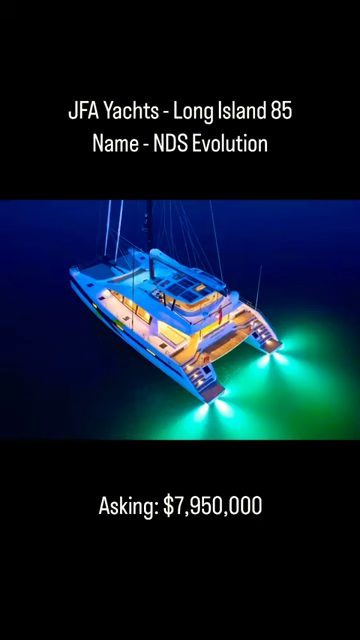 JFA Yachts - Long Island 85
Name - NDS Evolution
Asking: $7,950,000